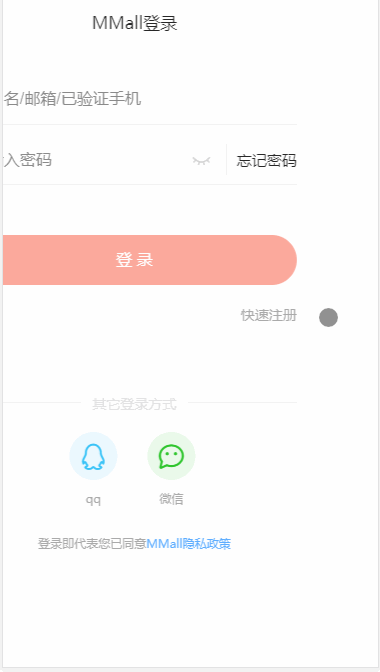 MMall登录
名/邮箱/已验证手机
入密码
忘记密码
登录
快速注册
其它登录方式
qq
微信
登录即代表您已同意MMall隐私政策